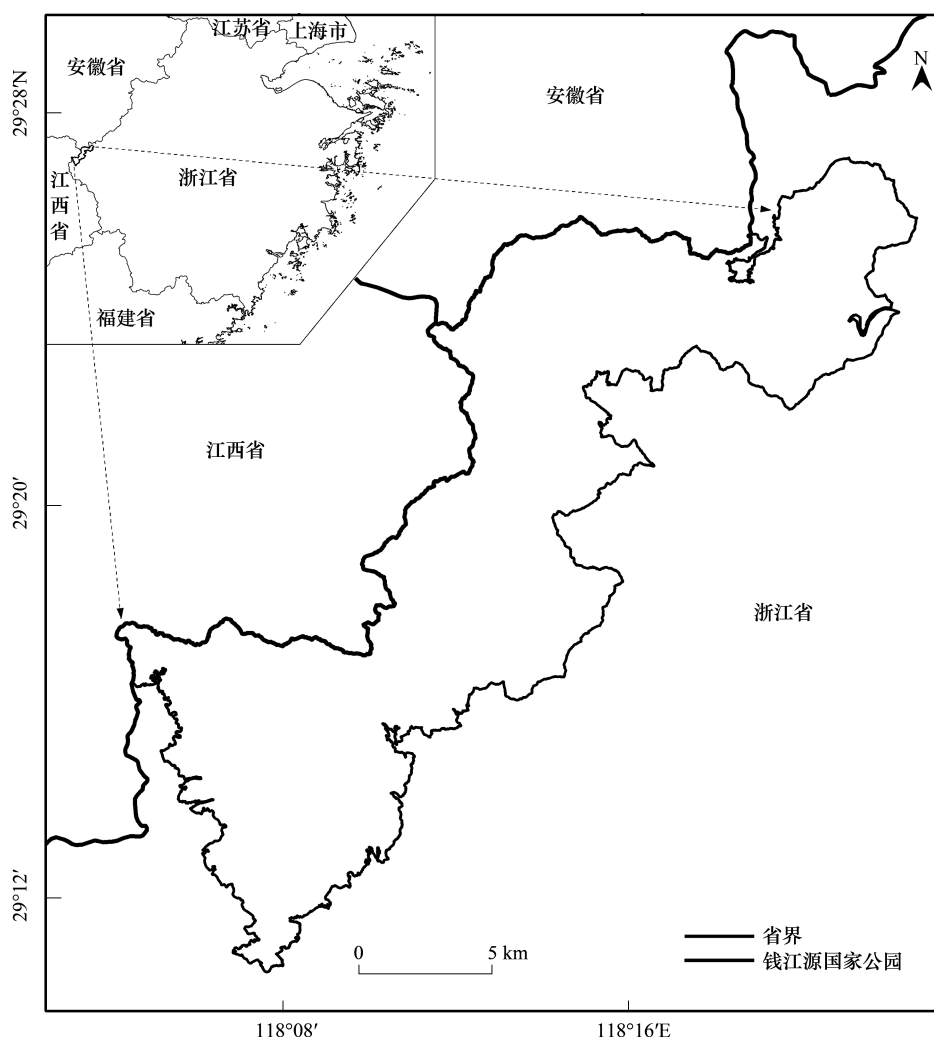 江苏省
上海市
安徽省
浙江省
江
西
省
福建省
安徽省
N
江西省
浙江省
29°28′N
29°20′
29°12′
0
5 km
省界
钱江源国家公园
118°08′
118°16′E